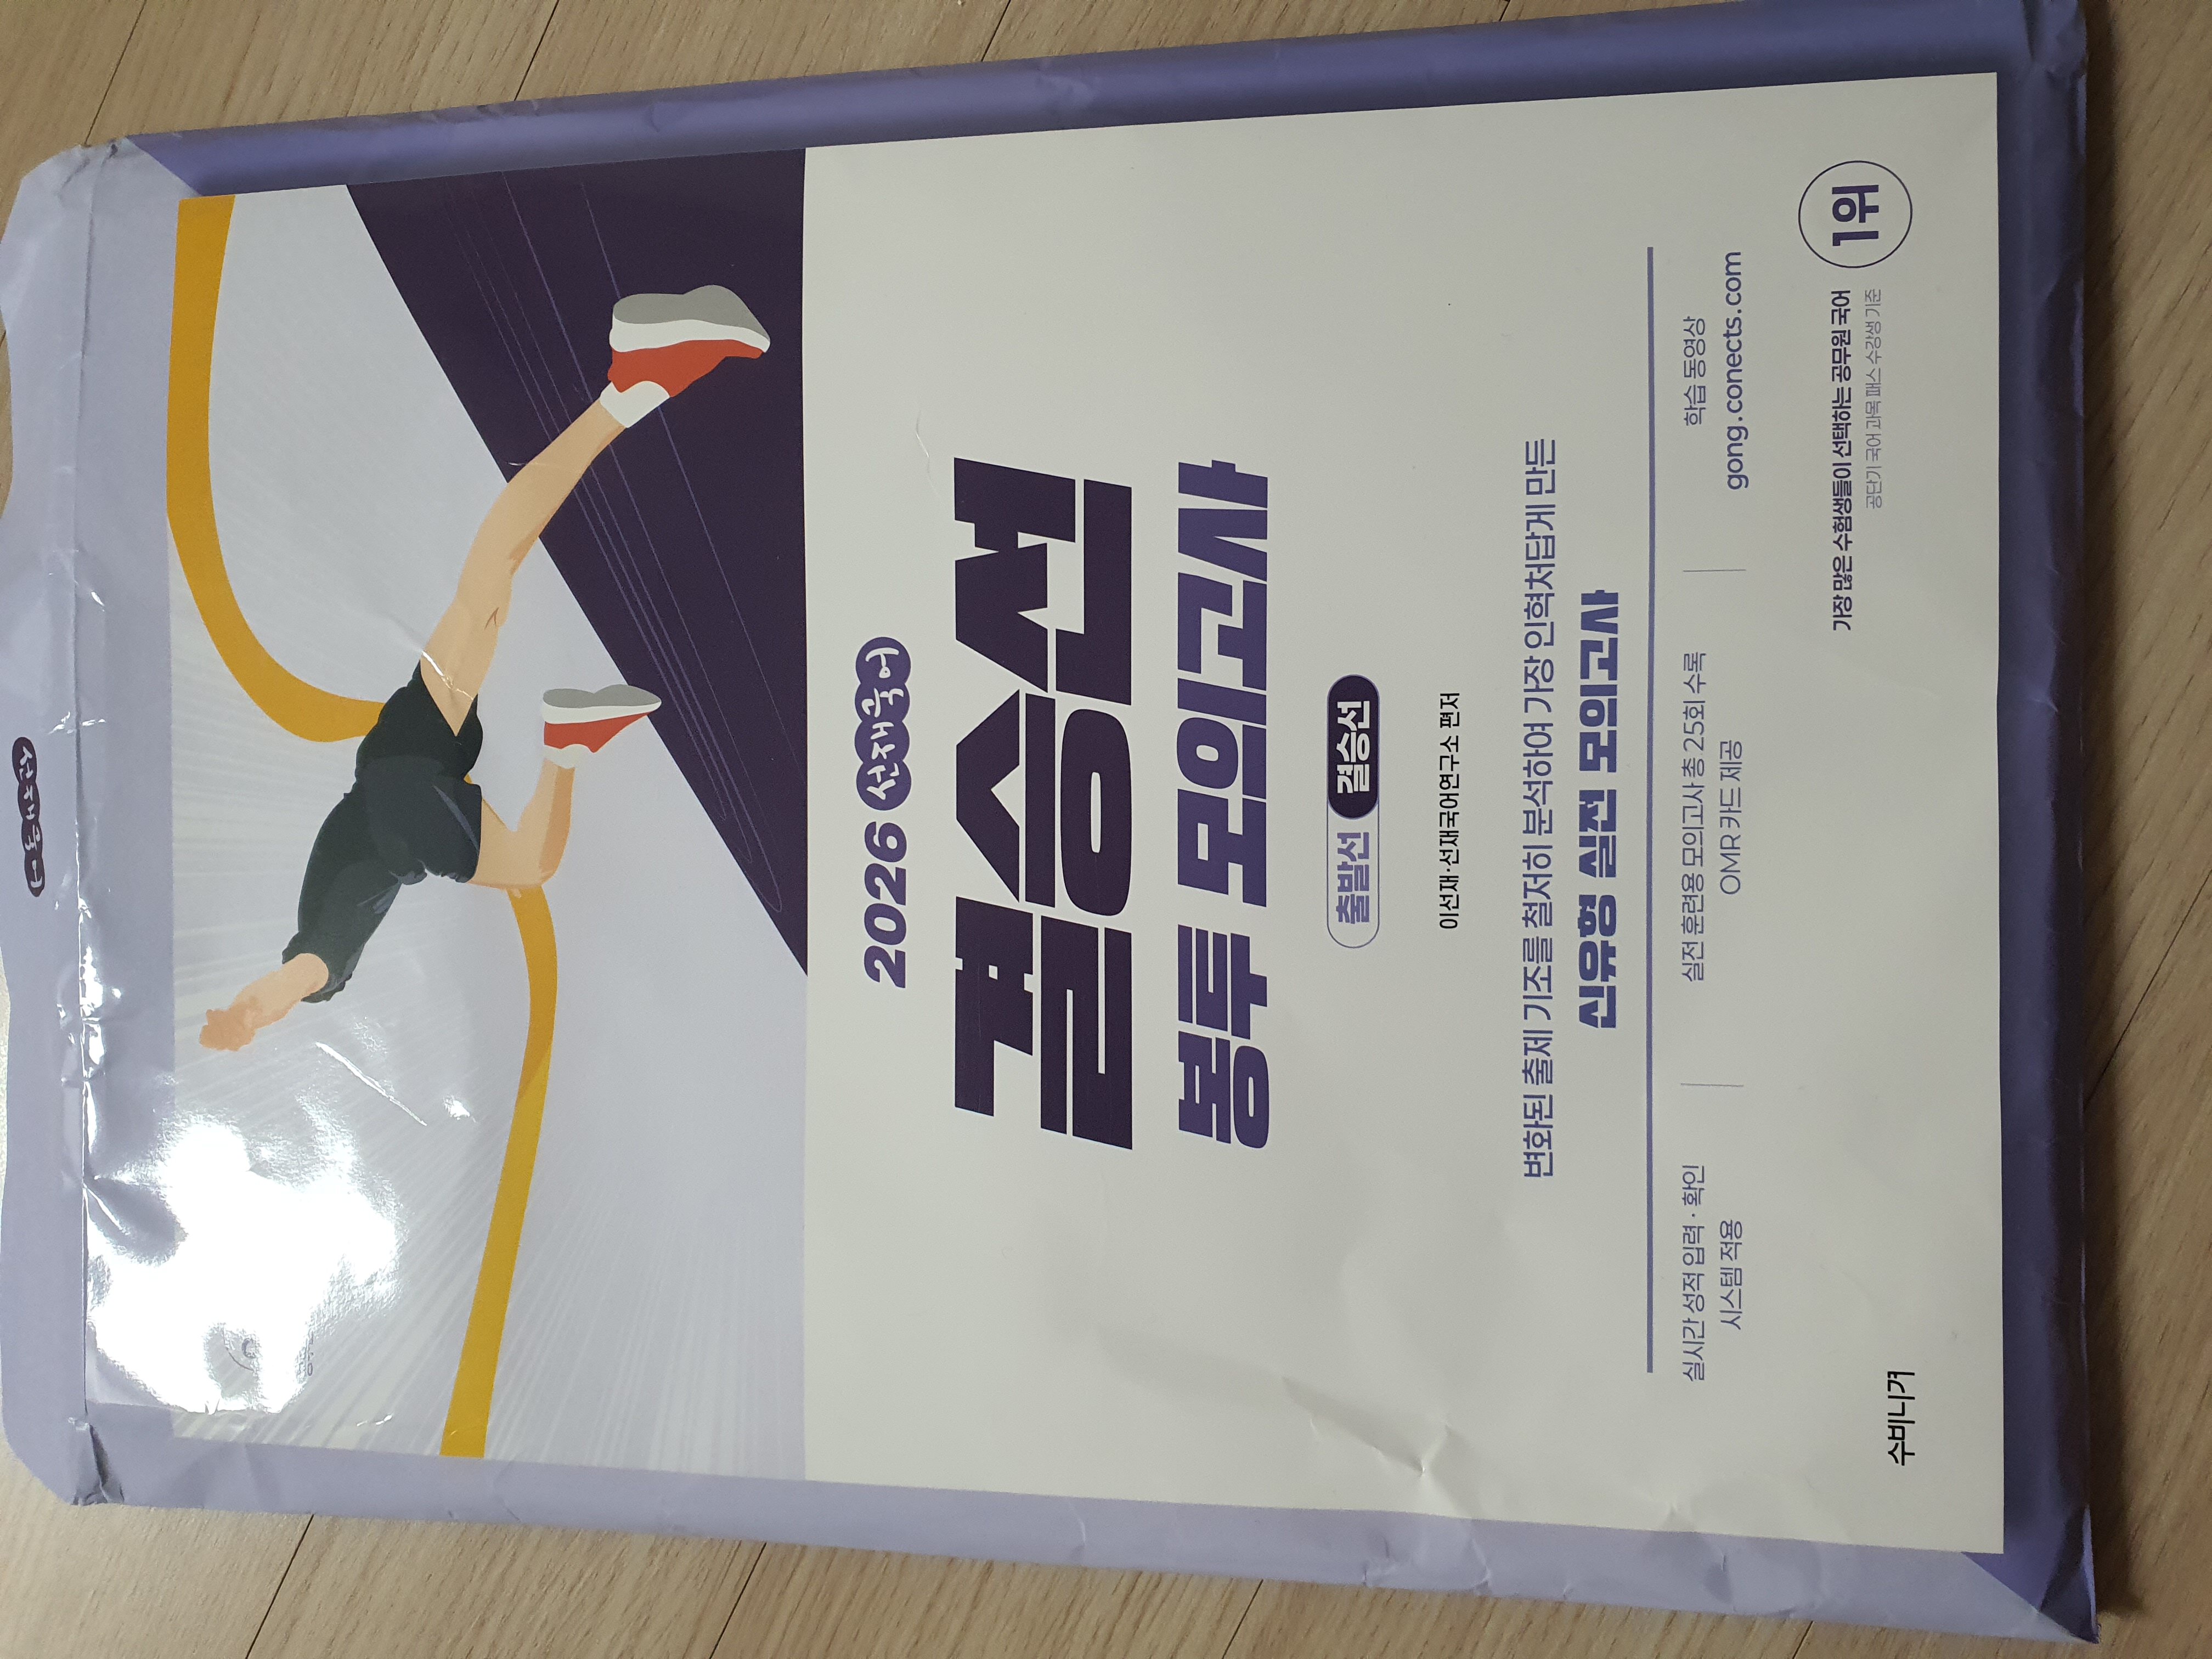 선재국어
2026 선재국어
결승선
봉투 모의고사
출발선 결승선
이선재·선재국어연구소 편저
변화된 출제 기조를 철저히 분석하여 가장 인혁처답게 만든
신유형 실전 모의고사
실시간 성적 입력·확인
시스템 적용
실전 훈련용 모의고사 총 25회 수록
OMR 카드 제공
학습 동영상
gong.conects.com
수비니겨
가장 많은 수험생들이 선택하는 공무원 국어
공단기 국어 과목 패스 수강생 기준
1위